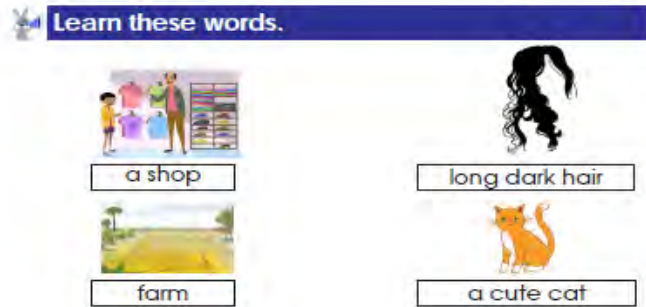 Learn these words.
a shop
long dark hair
farm
a cute cat